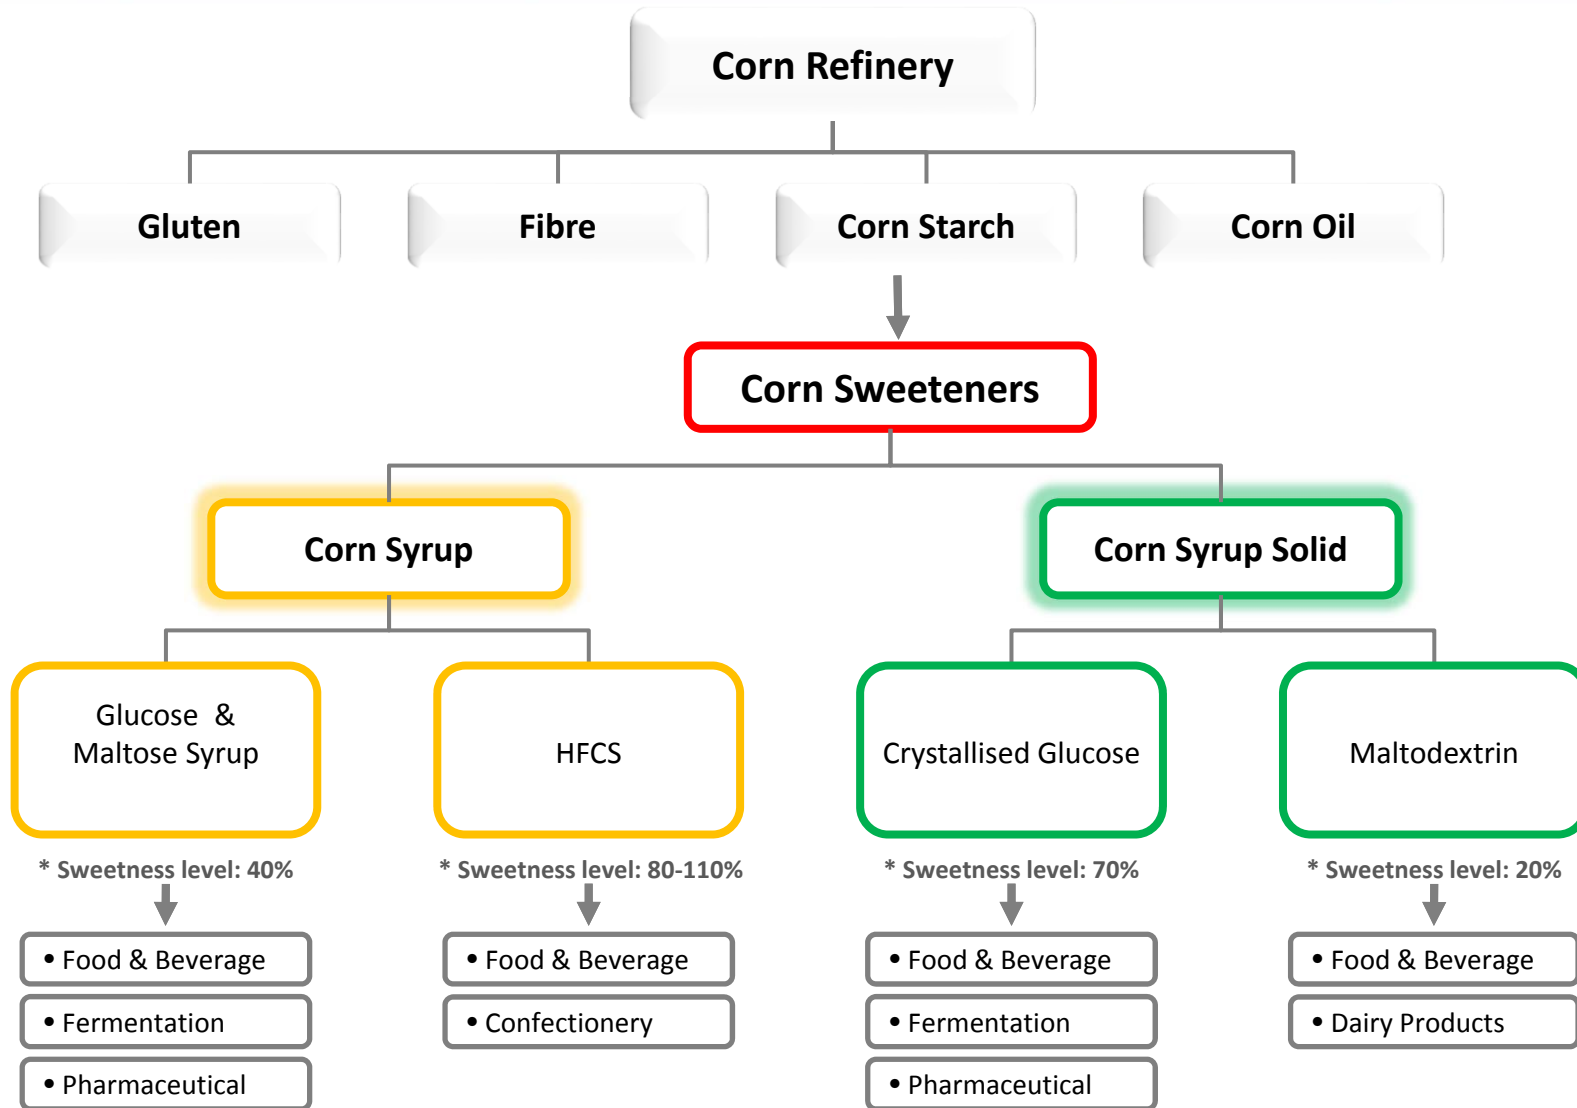 Corn Refinery
Gluten
Fibre
Corn Starch
Corn Oil
Corn Sweeteners
Corn Syrup
Corn Syrup Solid
Glucose &
Maltose Syrup
HFCS
Crystallised Glucose
Maltodextrin
* Sweetness level: 40%
* Sweetness level: 80-110%
* Sweetness level: 70%
* Sweetness level: 20%
• Food & Beverage
• Fermentation
• Pharmaceutical
• Food & Beverage
• Confectionery
• Food & Beverage
• Fermentation
• Pharmaceutical
• Food & Beverage
• Dairy Products